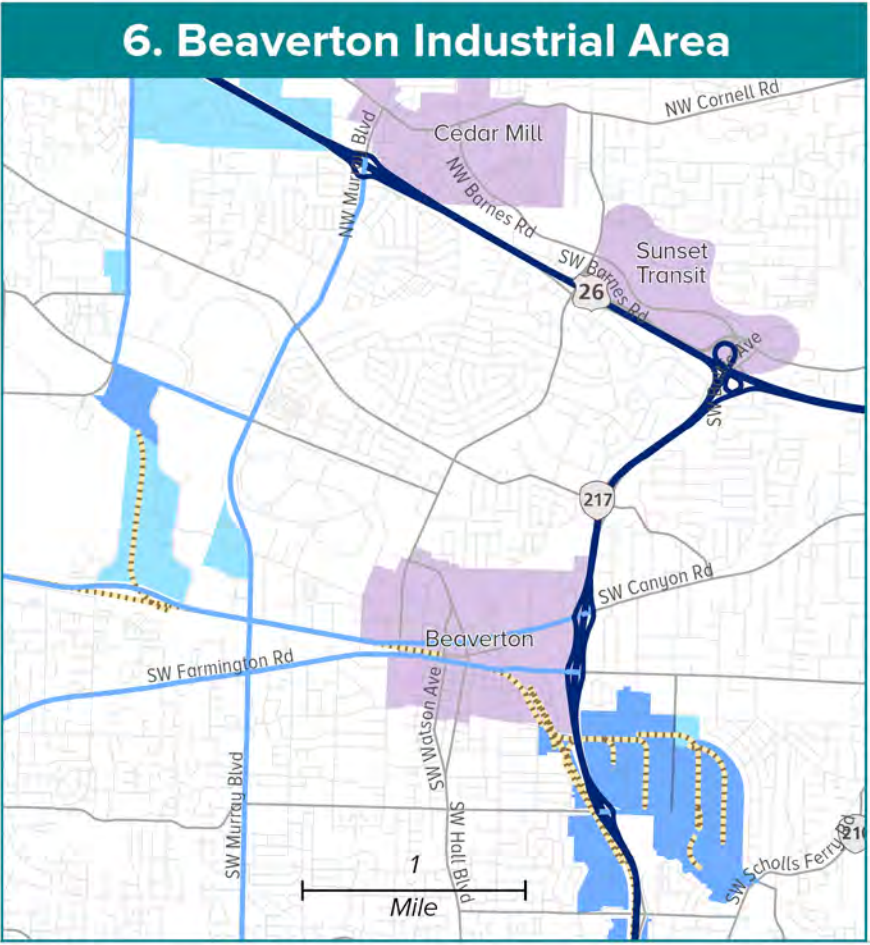 6. Beaverton Industrial Area
NW Cornell Rd
Cedar Mill
NW Murray Blvd
NW Barnes Rd
Sunset
Transit
SW Barnes Rd
26
Ave
SW
217
SW Canyon Rd
Beaverton
SW Farmington Rd
SW Watson Ave
SW Murray Blvd
SW Hall Blvd
1
Mile
SW Scholls Ferry Rd
210